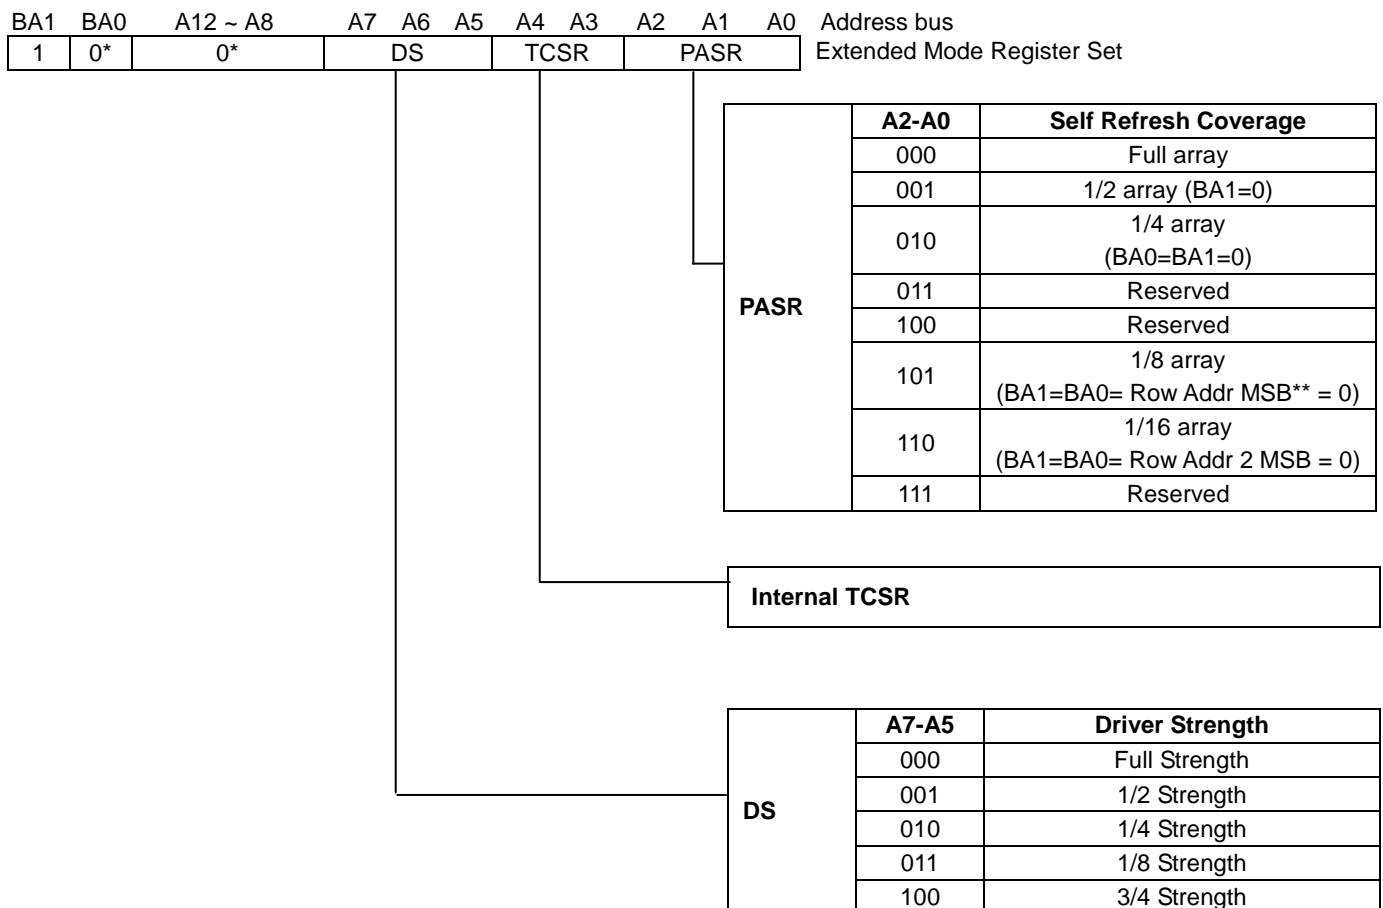 BA1 BA0 A12 ~ A8 A7 A6 A5 A4 A3 A2 A1 A0 Address bus
1 0* 0* DS TCSR PASR Extended Mode Register Set
PASR
A2-A0 Self Refresh Coverage
000 Full array
001 1/2 array (BA1=0)
010 1/4 array
(BA0=BA1=0)
011 Reserved
100 Reserved
101 1/8 array
(BA1=BA0= Row Addr MSB** = 0)
110 1/16 array
(BA1=BA0= Row Addr 2 MSB = 0)
111 Reserved
Internal TCSR
DS
A7-A5 Driver Strength
000 Full Strength
001 1/2 Strength
010 1/4 Strength
011 1/8 Strength
100 3/4 Strength